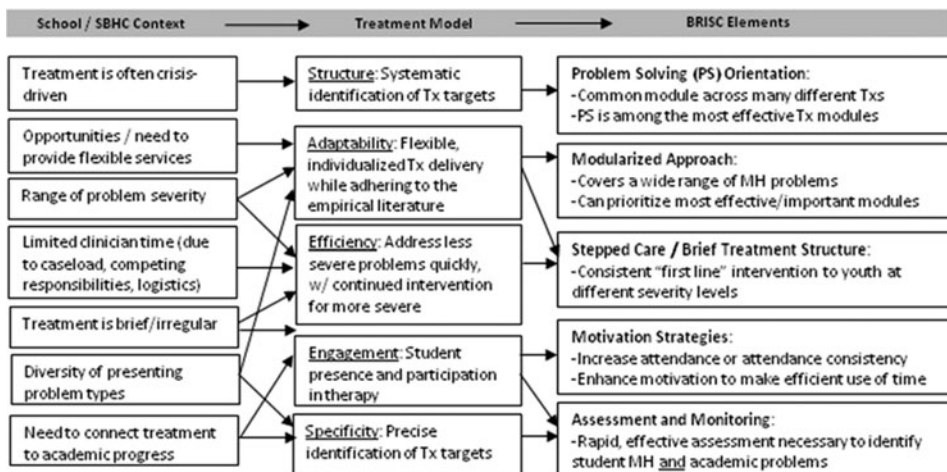 School / SBHC Context
Treatment Model
BRISC Elements
Treatment is often crisis-
driven
Opportunities / need to
provide flexible services
Range of problem severity
Limited clinician time (due
to caseload, competing
responsibilities, logistics)
Treatment is brief/irregular
Diversity of presenting
problem types
Need to connect treatment
to academic progress
Structure: Systematic
identification of Tx targets
Adaptability: Flexible,
individualized Tx delivery
while adhering to the
empirical literature
Efficiency: Address less
severe problems quickly,
w/ continued intervention
for more severe
Engagement: Student
presence and participation
in therapy
Specificity: Precise
identification of Tx targets
Problem Solving (PS) Orientation:
-Common module across many different Txs
-PS is among the most effective Tx modules
Modularized Approach:
-Covers a wide range of MH problems
-Can prioritize most effective/important modules
Stepped Care / Brief Treatment Structure:
-Consistent "first line" intervention to youth at
different severity levels
Motivation Strategies:
-Increase attendance or attendance consistency
-Enhance motivation to make efficient use of time
Assessment and Monitoring:
-Rapid, effective assessment necessary to identify
student MH and academic problems